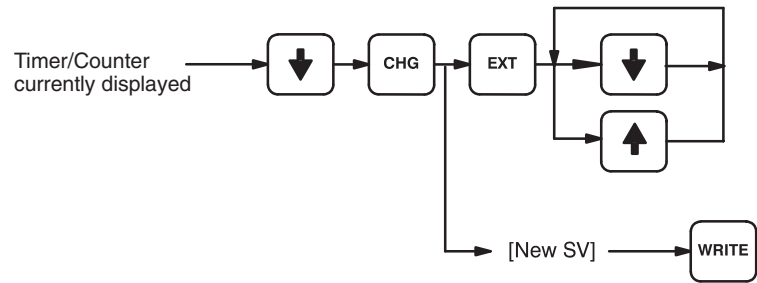 Timer/Counter
currently displayed
CHG
EXT
[New SV]
WRITE